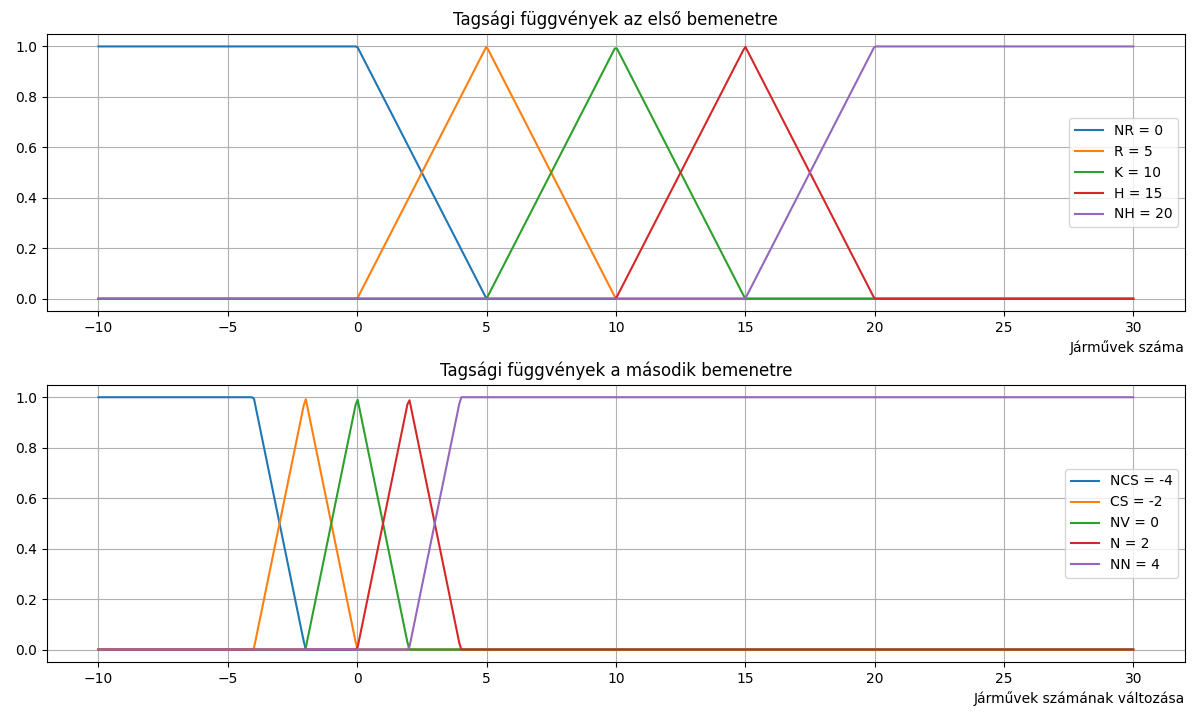 Tagsági függvények az első bemenetre
1.0
0.8
0.6
0.4
0.2
0.0
NR = 0
R = 5
K = 10
H = 15
NH = 20
−10 −5 0 5 10 15 20 25 30
Járművek száma
Tagsági függvények a második bemenetre
1.0
0.8
0.6
0.4
0.2
0.0
NCS = -4
CS = -2
NV = 0
N = 2
NN = 4
−10 −5 0 5 10 15 20 25 30
Járművek számának változása